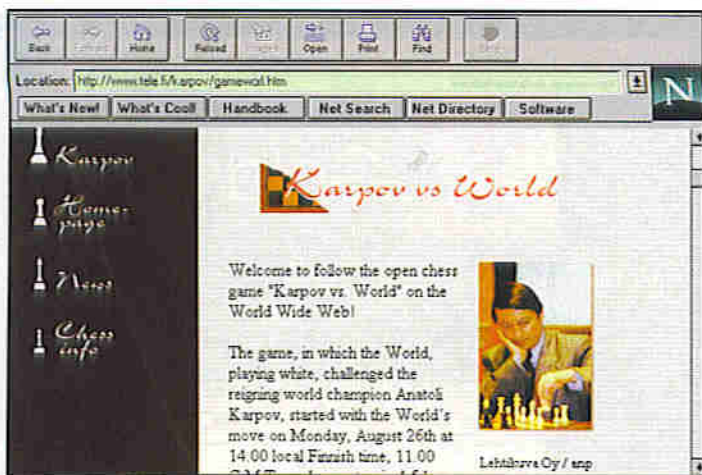 Back
Home
Reload
Open
Print
Find
Location: http://www.tele.fi/karpov/gameworl.htm
N
What's New! What's Cool! Handbook Net Search Net Directory Software
Karpov
Home-
page
News
Chess
info
Karpov vs World
Welcome to follow the open chess
game "Karpov vs. World" on the
World Wide Web!
The game, in which the World,
playing white, challenged the
reigning world champion Anatoli
Karpov, started with the World's
move on Monday, August 26th at
14.00 local Finnish time, 11.00
Lehtikuva Oy / anp